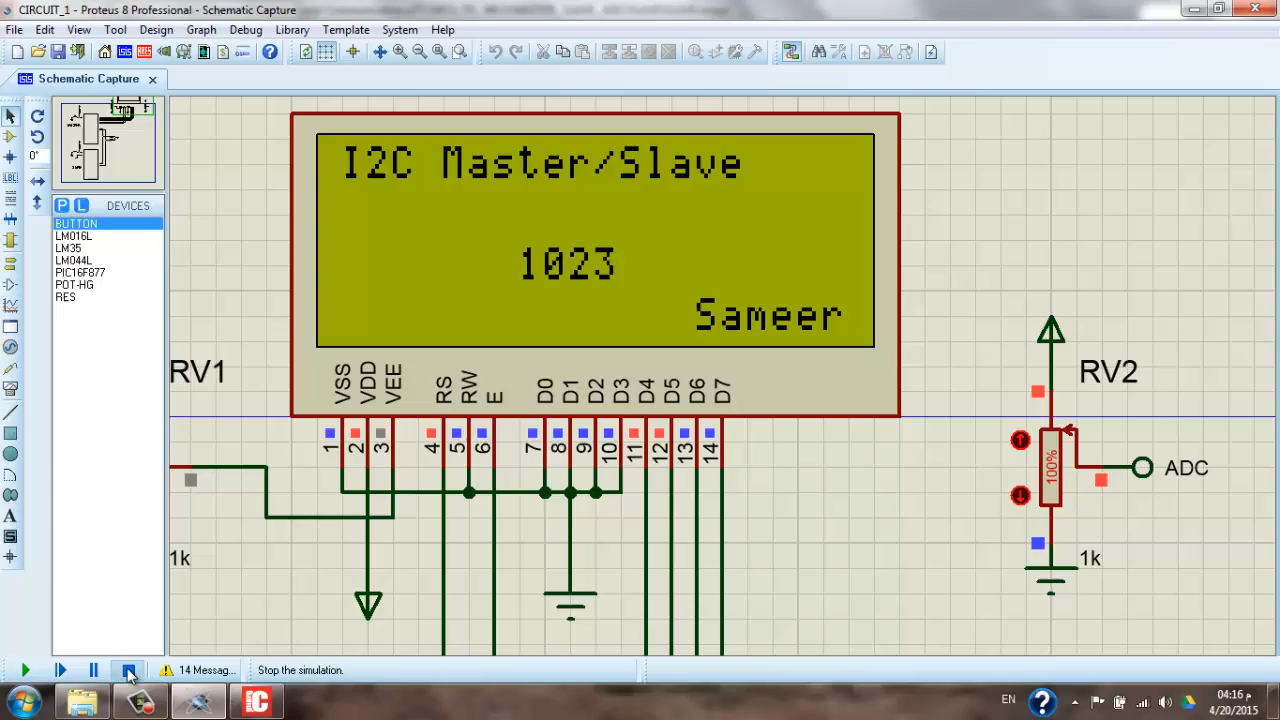 CIRCUIT_1 - Proteus 8 Professional - Schematic Capture
File Edit View Tool Design Graph Debug Library Template System Help
Schematic Capture
0°
LBL
P L DEVICES
BUTTON
LM016L
LM35
LM044L
PIC16F877
POT-HG
RES
I2C Master/Slave
1023
Sameer
RV1
VSS VDD VEE RS RW E D0 D1 D2 D3 D4 D5 D6 D7
1 2 3 4 5 6 7 8 9 10 11 12 13 14
1k
RV2
100%
ADC
1k
14 Messag...
Stop the simulation.
EN
04:16 م
4/20/2015